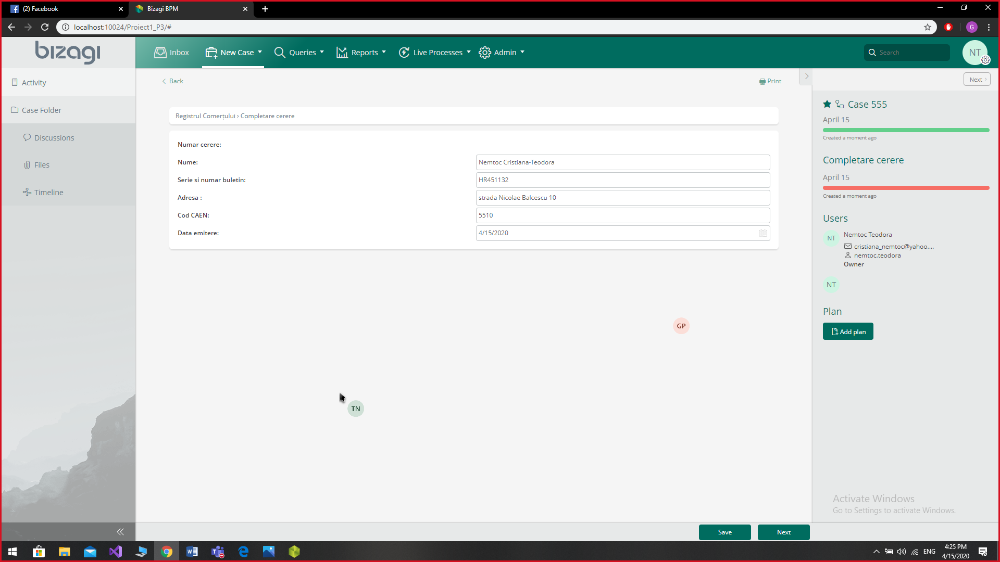 (2) Facebook
Bizagi BPM
localhost:10024/Proiect1_P3/#
G
bizagi
Inbox
New Case
Queries
Reports
Live Processes
Admin
Search
NT
Activity
Case Folder
Discussions
Files
Timeline
Back
Print
Next
Registrul Comerțului › Completare cerere
Numar cerere:
Nume: Nemtoc Cristiana-Teodora
Serie si numar buletin: HR451132
Adresa : strada Nicolae Balcescu 10
Cod CAEN: 5510
Data emitere: 4/15/2020
GP
TN
Case 555
April 15
Created a moment ago
Completare cerere
April 15
Created a moment ago
Users
NT
Nemtoc Teodora
cristiana_nemtoc@yahoo....
nemtoc.teodora
Owner
NT
Plan
Add plan
Activate Windows
Go to Settings to activate Windows.
Save
Next
ENG
4:25 PM
4/15/2020